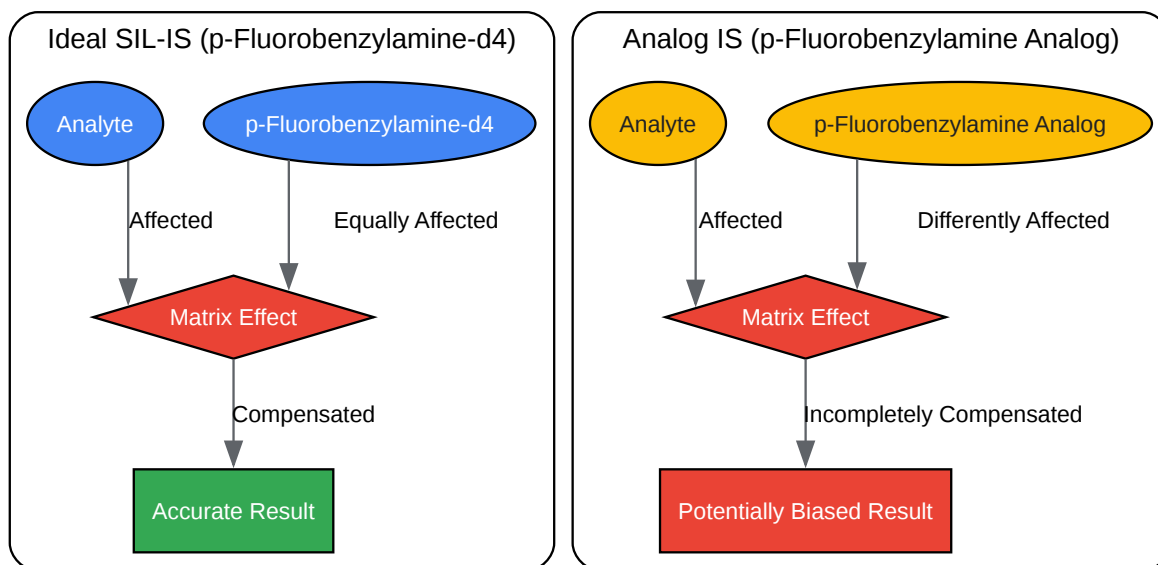 Ideal SIL-IS (p-Fluorobenzylamine-d4)
Analyte
p-Fluorobenzylamine-d4
Affected
Equally Affected
Matrix Effect
Compensated
Accurate Result
Analog IS (p-Fluorobenzylamine Analog)
Analyte
p-Fluorobenzylamine Analog
Affected
Differently Affected
Matrix Effect
Incompletely Compensated
Potentially Biased Result